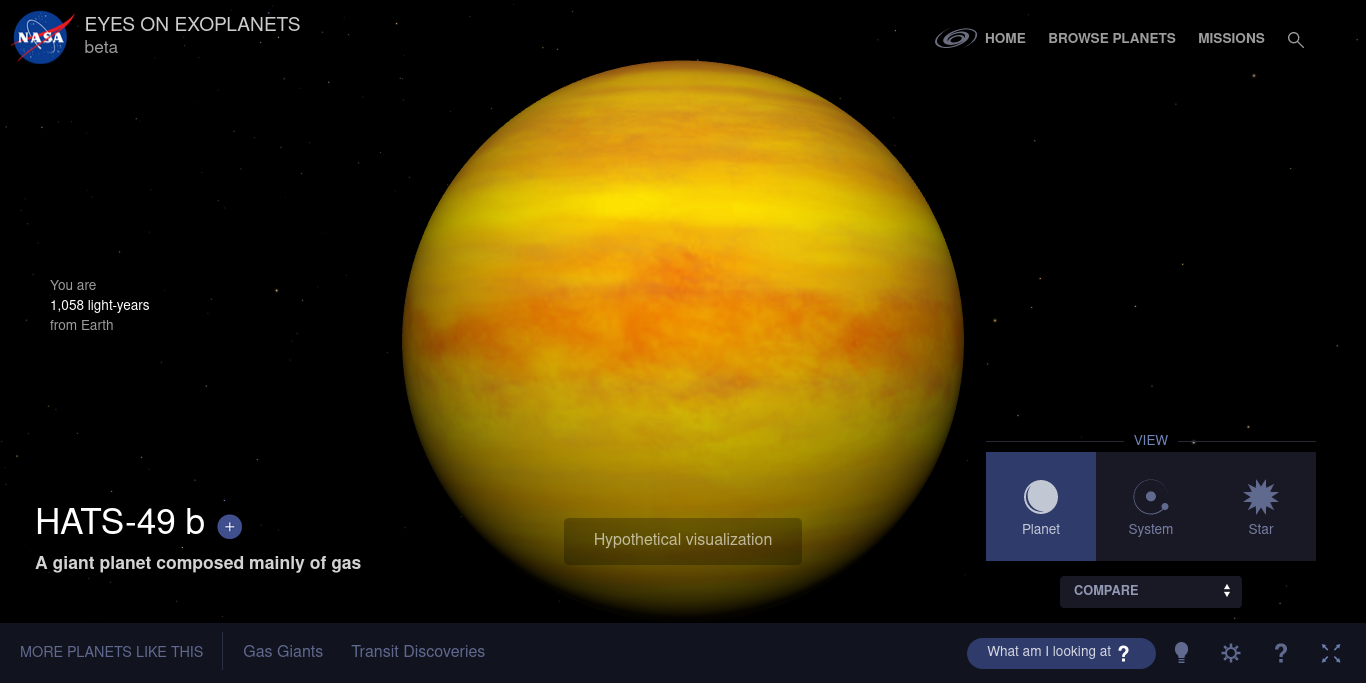 NASA
EYES ON EXOPLANETS
beta
HOME
BROWSE PLANETS
MISSIONS
You are
1,058 light-years
from Earth
HATS-49 b +
A giant planet composed mainly of gas
Hypothetical visualization
VIEW
Planet
System
Star
COMPARE
MORE PLANETS LIKE THIS
Gas Giants
Transit Discoveries
What am I looking at ?
?